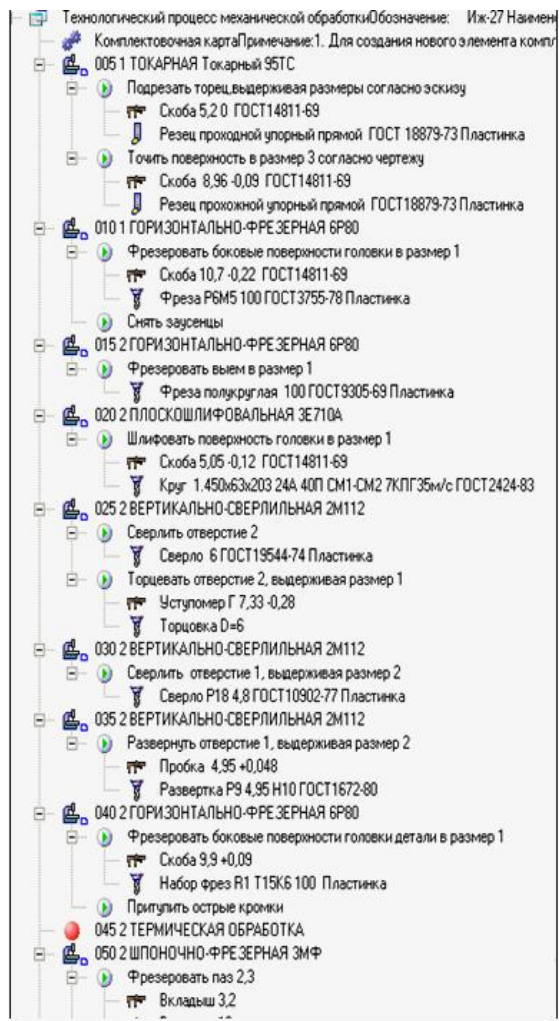 Технологический процесс механической обработкиОбозначение: Иж-27 Наимен
Комплектовочная картаПримечание:1. Для создания нового элемента компл
005 1 ТОКАРНАЯ Токарный 95ТС
Подрезать торец,выдерживая размеры согласно эскизу
Скоба 5,2 0 ГОСТ14811-69
Резец проходной упорный прямой ГОСТ 18879-73 Пластинка
Точить поверхность в размер 3 согласно чертежу
Скоба 8,96 -0,09 ГОСТ14811-69
Резец прохожной упорный прямой ГОСТ18879-73 Пластинка
010 1 ГОРИЗОНТАЛЬНО-ФРЕЗЕРНАЯ 6Р80
Фрезеровать боковые поверхности головки в размер 1
Скоба 10,7 -0,22 ГОСТ14811-69
Фреза Р6М5 100 ГОСТ3755-78 Пластинка
Снять заусенцы
015 2 ГОРИЗОНТАЛЬНО-ФРЕЗЕРНАЯ 6Р80
Фрезеровать выем в размер 1
Фреза полукруглая 100 ГОСТ9305-69 Пластинка
020 2 ПЛОСКОШЛИФОВАЛЬНАЯ 3Е710А
Шлифовать поверхность головки в размер 1
Скоба 5,05 -0,12 ГОСТ14811-69
Круг 1.450х63х203 24А 40П СМ1-СМ2 7КПГ35м/с ГОСТ2424-83
025 2 ВЕРТИКАЛЬНО-СВЕРЛИЛЬНАЯ 2М112
Сверлить отверстие 2
Сверло 6 ГОСТ19544-74 Пластинка
Торцевать отверстие 2, выдерживая размер 1
Уступомер Г 7,33 -0,28
Торцовка D=6
030 2 ВЕРТИКАЛЬНО-СВЕРЛИЛЬНАЯ 2М112
Сверлить отверстие 1, выдерживая размер 2
Сверло Р18 4,8 ГОСТ10902-77 Пластинка
035 2 ВЕРТИКАЛЬНО-СВЕРЛИЛЬНАЯ 2М112
Развернуть отверстие 1, выдерживая размер 2
Пробка 4,95 +0,048
Развертка Р9 4,95 Н10 ГОСТ1672-80
040 2 ГОРИЗОНТАЛЬНО-ФРЕЗЕРНАЯ 6Р80
Фрезеровать боковые поверхности головки детали в размер 1
Скоба 9,9 +0,09
Набор фрез R1 Т15К6 100 Пластинка
Притупить острые кромки
045 2 ТЕРМИЧЕСКАЯ ОБРАБОТКА
050 2 ШПОНОЧНО-ФРЕЗЕРНАЯ 3МФ
Фрезеровать паз 2,3
Вкладыш 3,2